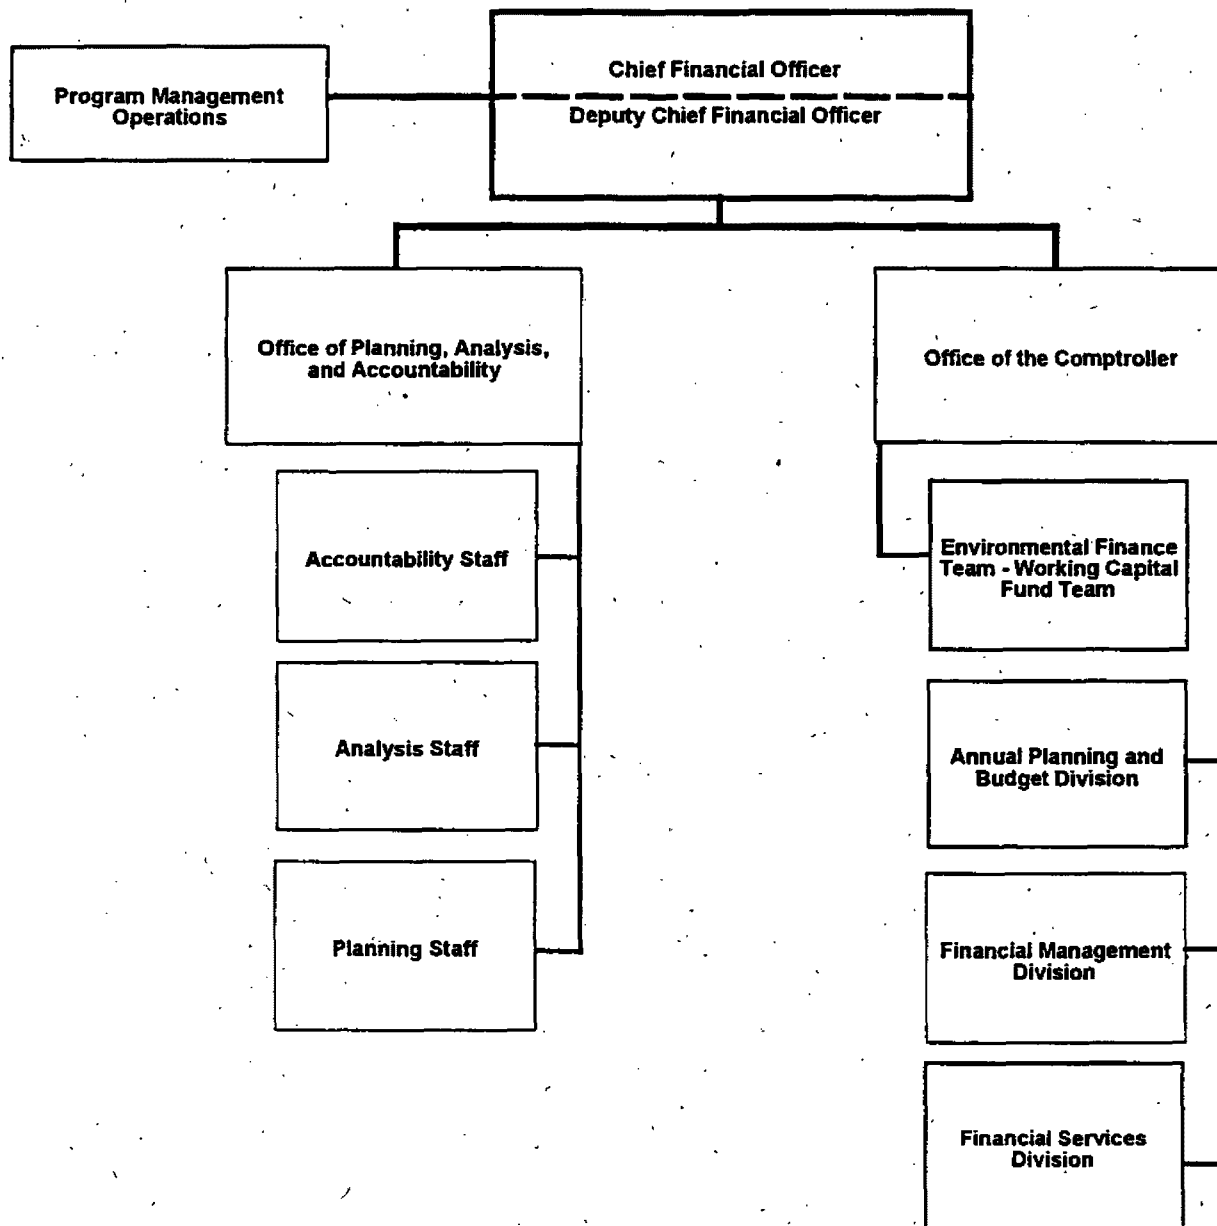 Chief Financial Officer
Deputy Chief Financial Officer
Program Management
Operations
Office of Planning, Analysis,
and Accountability
Office of the Comptroller
Accountability Staff
Analysis Staff
Planning Staff
Environmental Finance
Team - Working Capital
Fund Team
Annual Planning and
Budget Division
Financial Management
Division
Financial Services
Division